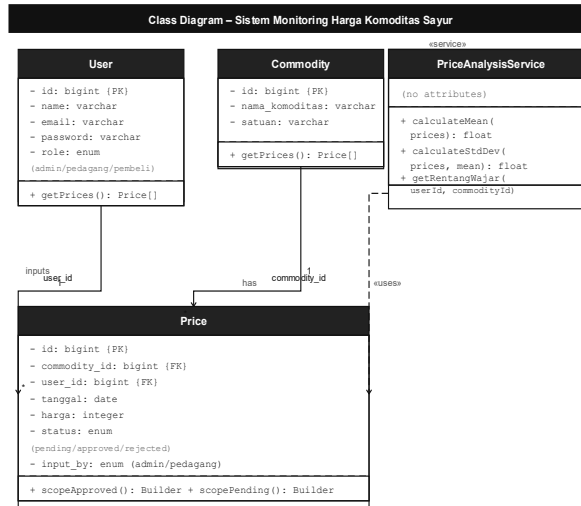 Class Diagram – Sistem Monitoring Harga Komoditas Sayur
User
- id: bigint {PK}
- name: varchar
- email: varchar
- password: varchar
- role: enum
(admin/pedagang/pembeli)
+ getPrices(): Price[]
Commodity
- id: bigint {PK}
- nama_komoditas: varchar
- satuan: varchar
+ getPrices(): Price[]
«service»
PriceAnalysisService
(no attributes)
+ calculateMean(
prices): float
+ calculateStdDev(
prices, mean): float
+ getRentangWajar(
userId, commodityId)
inputs
user_id
1
has
1
commodity_id
«uses»
Price
- id: bigint {PK}
- commodity_id: bigint {FK}
- user_id: bigint {FK}
*
- tanggal: date
- harga: integer
- status: enum
(pending/approved/rejected)
- input_by: enum (admin/pedagang)
+ scopeApproved(): Builder + scopePending(): Builder